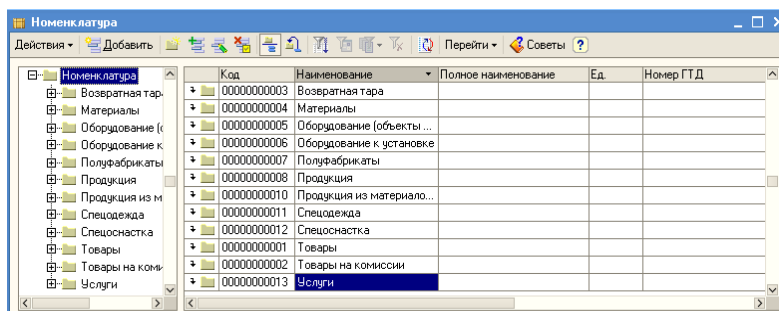 Номенклатура
Действия Добавить Перейти Советы ?
Номенклатура
Возвратная тар
Материалы
Оборудование (о
Оборудование к
Полуфабрикаты
Продукция
Продукция из м
Спецодежда
Спецоснастка
Товары
Товары на коми
Услуги
Код Наименование Полное наименование Ед. Номер ГТД
00000000003 Возвратная тара
00000000004 Материалы
00000000005 Оборудование (объекты ...
00000000006 Оборудование к установке
00000000007 Полуфабрикаты
00000000008 Продукция
00000000010 Продукция из материало...
00000000011 Спецодежда
00000000012 Спецоснастка
00000000001 Товары
00000000002 Товары на комиссии
00000000013 Услуги